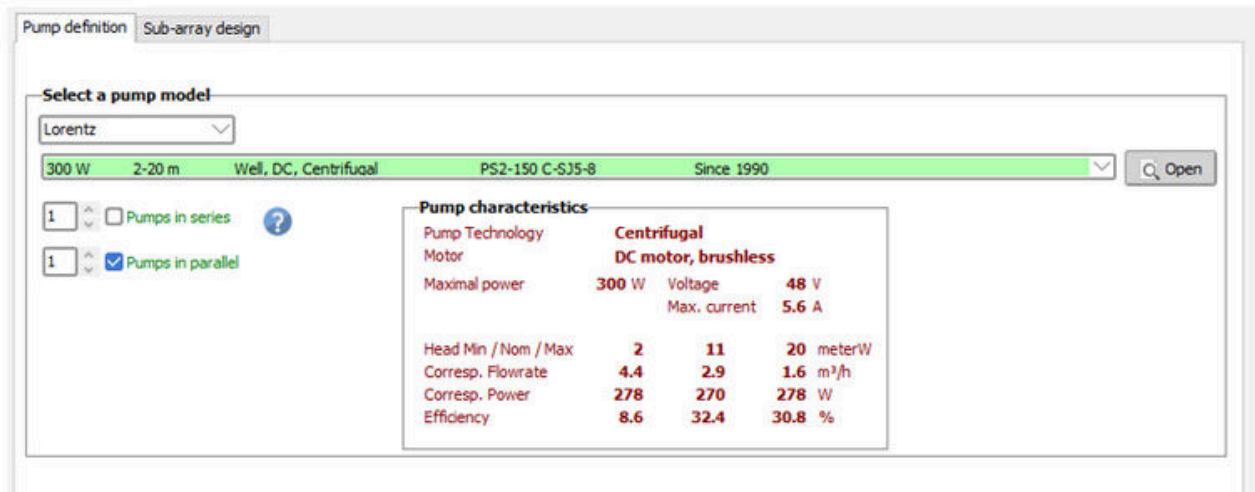 Pump definition Sub-array design
Select a pump model
Lorentz
300 W 2-20 m Well, DC, Centrifugal PS2-150 C-SJ5-8 Since 1990 Open
1 Pumps in series ?
1 Pumps in parallel
Pump characteristics
Pump Technology Centrifugal
Motor DC motor, brushless
Maximal power 300 W Voltage 48 V
Max. current 5.6 A
Head Min / Nom / Max 2 11 20 meterW
Corresp. Flowrate 4.4 2.9 1.6 m³/h
Corresp. Power 278 270 278 W
Efficiency 8.6 32.4 30.8 %